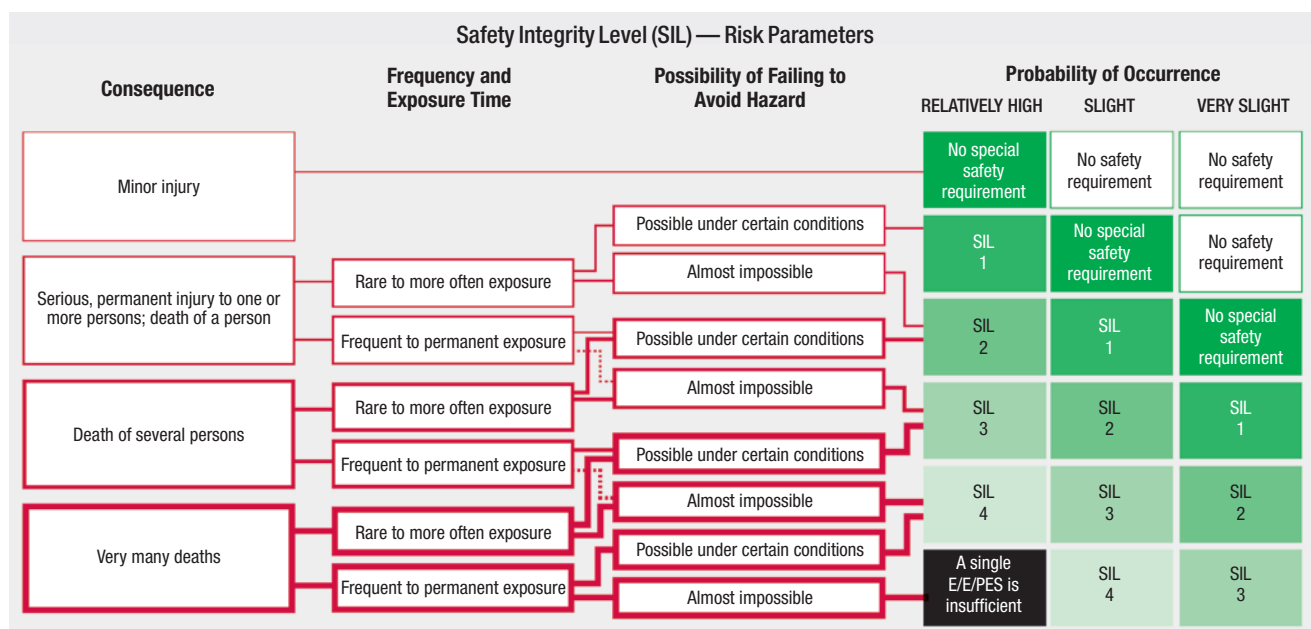 Safety Integrity Level (SIL) — Risk Parameters
Consequence
Frequency and
Exposure Time
Possibility of Failing to
Avoid Hazard
Probability of Occurrence
RELATIVELY HIGH
SLIGHT
VERY SLIGHT
Minor injury
Serious, permanent injury to one or
more persons; death of a person
Death of several persons
Very many deaths
Rare to more often exposure
Frequent to permanent exposure
Rare to more often exposure
Frequent to permanent exposure
Rare to more often exposure
Frequent to permanent exposure
Possible under certain conditions
Almost impossible
Possible under certain conditions
Almost impossible
Possible under certain conditions
Almost impossible
Possible under certain conditions
Almost impossible
No special
safety
requirement
No safety
requirement
No safety
requirement
SIL
1
No special
safety
requirement
No safety
requirement
SIL
2
SIL
1
No special
safety
requirement
SIL
3
SIL
2
SIL
1
SIL
4
SIL
3
SIL
2
A single
E/E/PES is
insufficient
SIL
4
SIL
3